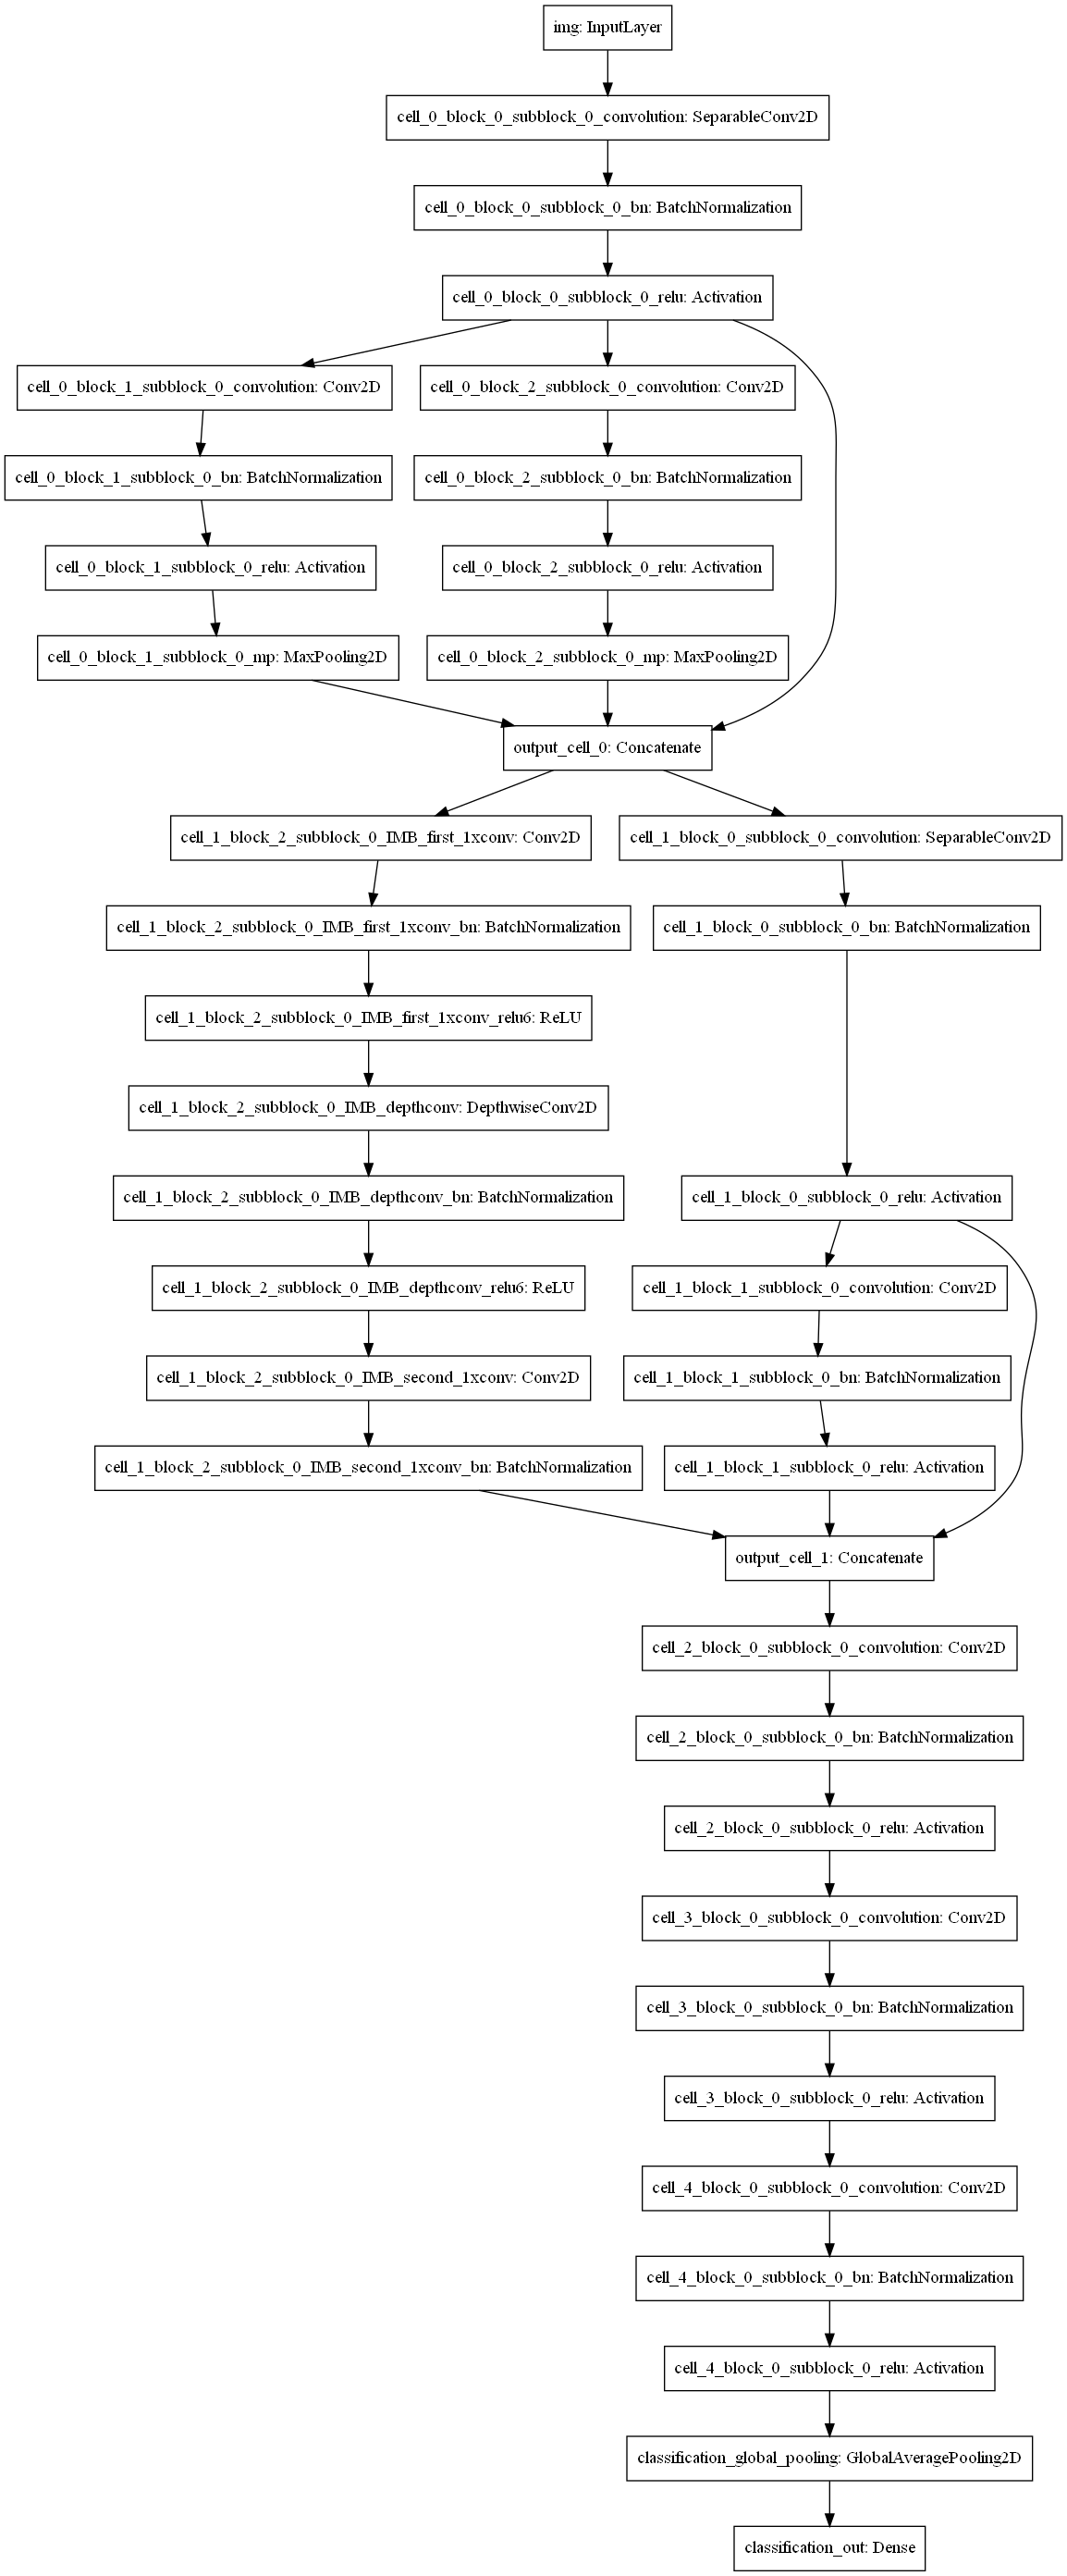 img: InputLayer
cell_0_block_0_subblock_0_convolution: SeparableConv2D
cell_0_block_0_subblock_0_bn: BatchNormalization
cell_0_block_0_subblock_0_relu: Activation
cell_0_block_1_subblock_0_convolution: Conv2D
cell_0_block_2_subblock_0_convolution: Conv2D
cell_0_block_1_subblock_0_bn: BatchNormalization
cell_0_block_2_subblock_0_bn: BatchNormalization
cell_0_block_1_subblock_0_relu: Activation
cell_0_block_2_subblock_0_relu: Activation
cell_0_block_1_subblock_0_mp: MaxPooling2D
cell_0_block_2_subblock_0_mp: MaxPooling2D
output_cell_0: Concatenate
cell_1_block_2_subblock_0_IMB_first_1xconv: Conv2D
cell_1_block_0_subblock_0_convolution: SeparableConv2D
cell_1_block_2_subblock_0_IMB_first_1xconv_bn: BatchNormalization
cell_1_block_0_subblock_0_bn: BatchNormalization
cell_1_block_2_subblock_0_IMB_first_1xconv_relu6: ReLU
cell_1_block_2_subblock_0_IMB_depthconv: DepthwiseConv2D
cell_1_block_2_subblock_0_IMB_depthconv_bn: BatchNormalization
cell_1_block_0_subblock_0_relu: Activation
cell_1_block_2_subblock_0_IMB_depthconv_relu6: ReLU
cell_1_block_1_subblock_0_convolution: Conv2D
cell_1_block_2_subblock_0_IMB_second_1xconv: Conv2D
cell_1_block_1_subblock_0_bn: BatchNormalization
cell_1_block_2_subblock_0_IMB_second_1xconv_bn: BatchNormalization
cell_1_block_1_subblock_0_relu: Activation
output_cell_1: Concatenate
cell_2_block_0_subblock_0_convolution: Conv2D
cell_2_block_0_subblock_0_bn: BatchNormalization
cell_2_block_0_subblock_0_relu: Activation
cell_3_block_0_subblock_0_convolution: Conv2D
cell_3_block_0_subblock_0_bn: BatchNormalization
cell_3_block_0_subblock_0_relu: Activation
cell_4_block_0_subblock_0_convolution: Conv2D
cell_4_block_0_subblock_0_bn: BatchNormalization
cell_4_block_0_subblock_0_relu: Activation
classification_global_pooling: GlobalAveragePooling2D
classification_out: Dense